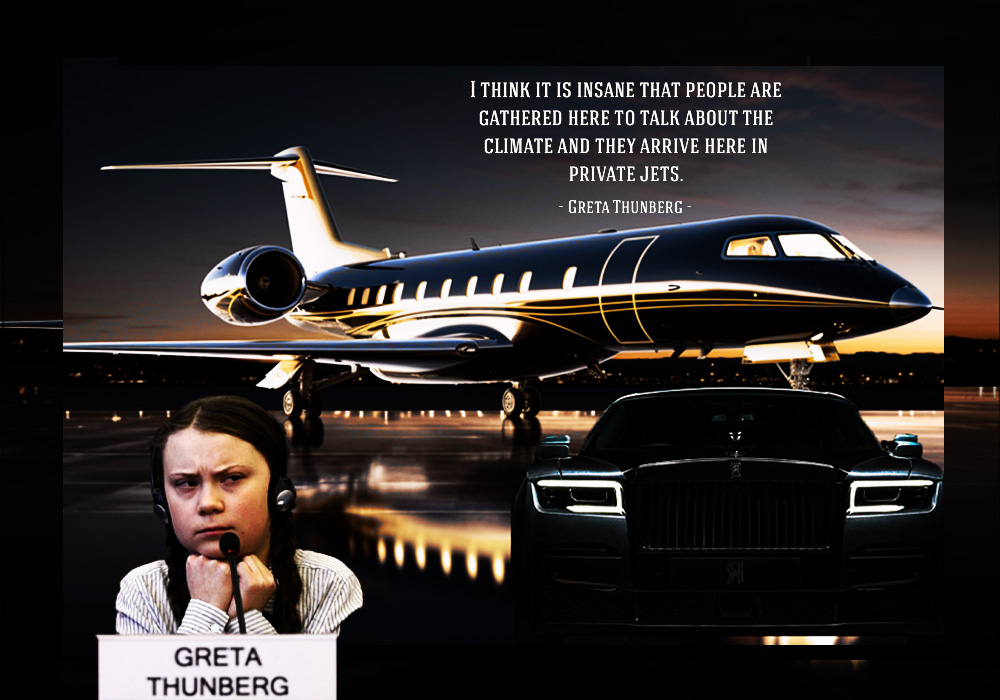 I THINK IT IS INSANE THAT PEOPLE ARE
GATHERED HERE TO TALK ABOUT THE
CLIMATE AND THEY ARRIVE HERE IN
PRIVATE JETS.
- GRETA THUNBERG -
GRETA
THUNBERG